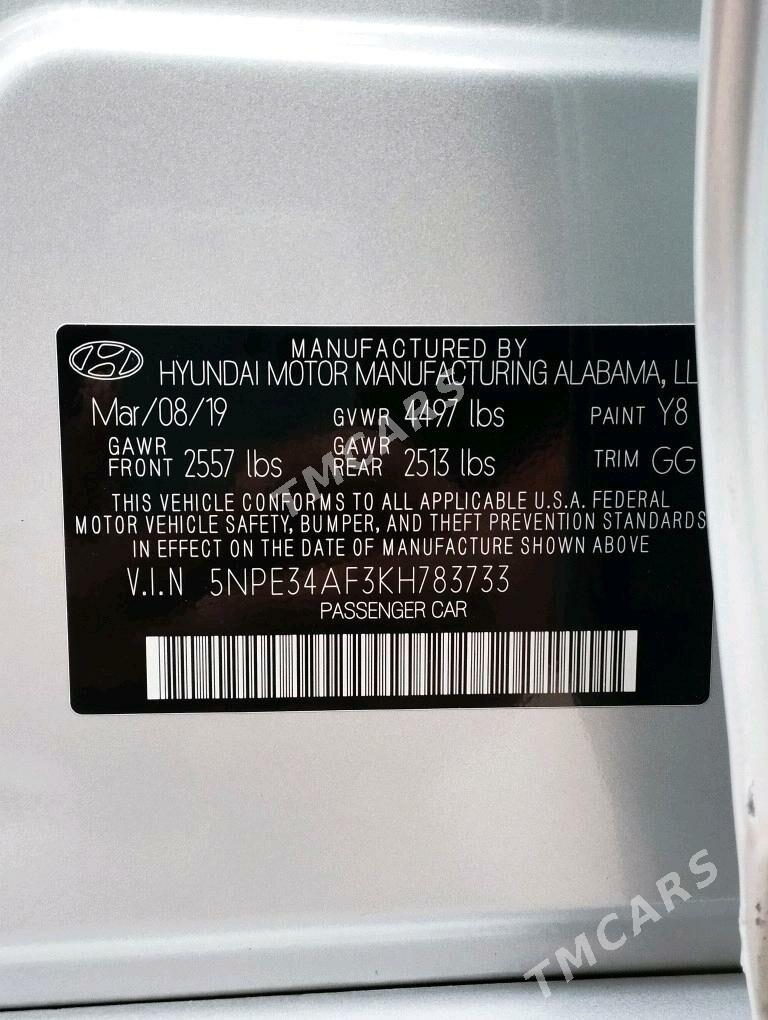 MANUFACTURED BY
HYUNDAI MOTOR MANUFACTURING ALABAMA, LL
Mar/08/19 GVWR 4497 lbs PAINT Y8
GAWR FRONT 2557 lbs GAWR REAR 2513 lbs TRIM GG
THIS VEHICLE CONFORMS TO ALL APPLICABLE U.S.A. FEDERAL
MOTOR VEHICLE SAFETY, BUMPER, AND THEFT PREVENTION STANDARDS
IN EFFECT ON THE DATE OF MANUFACTURE SHOWN ABOVE
V.I.N 5NPE34AF3KH783733
PASSENGER CAR
TMCARS
TMCARS